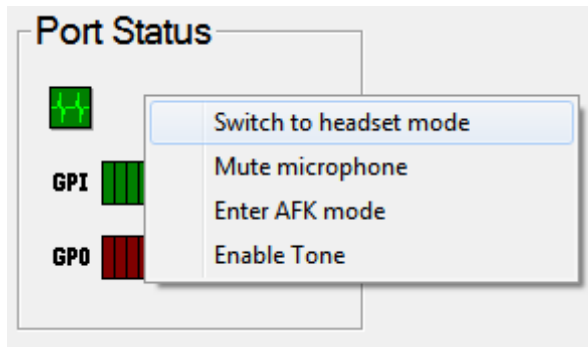 Port Status
Switch to headset mode
Mute microphone
GPI
Enter AFK mode
GPO
Enable Tone